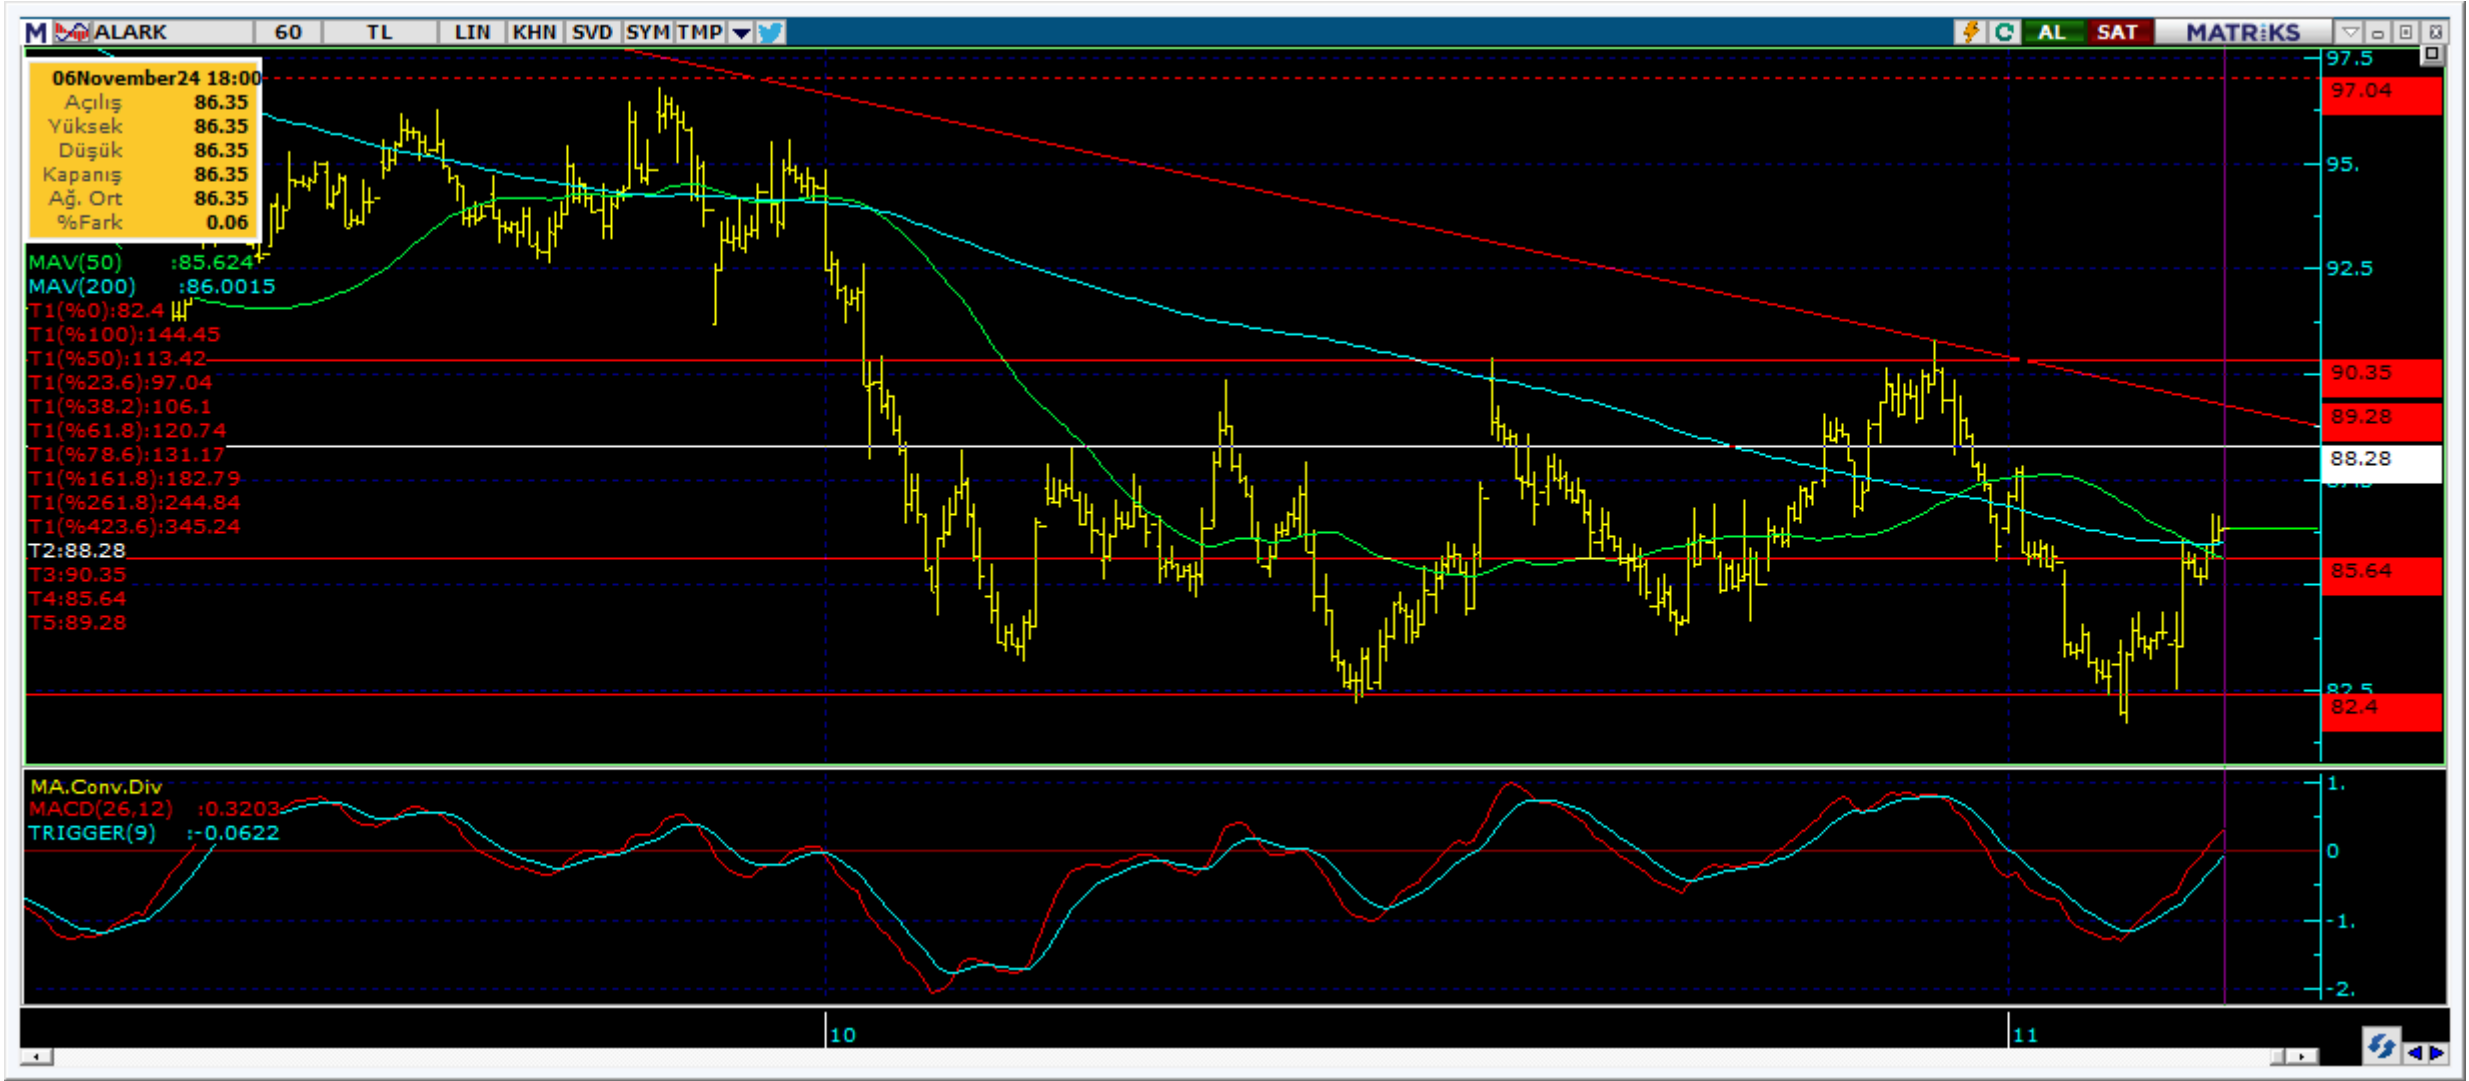 M ALARK 60 TL LIN KHN SVD SYM TMP AL SAT MATRiKS
06November24 18:00
Açılış 86.35
Yüksek 86.35
Düşük 86.35
Kapanış 86.35
Ağ. Ort 86.35
%Fark 0.06
MAV(50) :85.624
MAV(200) :86.0015
T1(%0):82.4
T1(%100):144.45
T1(%50):113.42
T1(%23.6):97.04
T1(%38.2):106.1
T1(%61.8):120.74
T1(%78.6):131.17
T1(%161.8):182.79
T1(%261.8):244.84
T1(%423.6):345.24
T2:88.28
T3:90.35
T4:85.64
T5:89.28
97.5
97.04
95.
92.5
90.35
89.28
88.28
85.64
82.5
82.4
MA.Conv.Div
MACD(26,12) :0.3203
TRIGGER(9) :-0.0622
1.
0
-1.
-2.
10
11